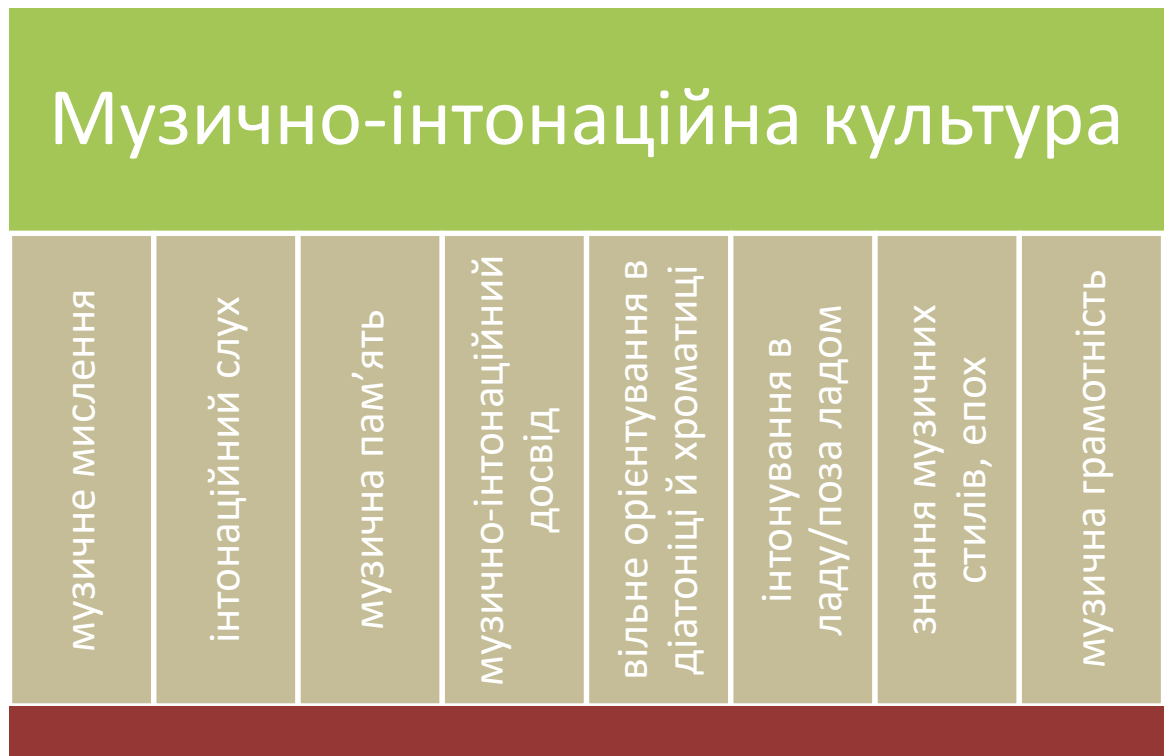 Музично-інтонаційна культура
музичне мислення
інтонаційний слух
музична пам’ять
музично-інтонаційний
досвід
вільне орієнтування в
діатоніці й хроматиці
інтонування в
ладу/поза ладом
знання музичних
стилів, епох
музична грамотність